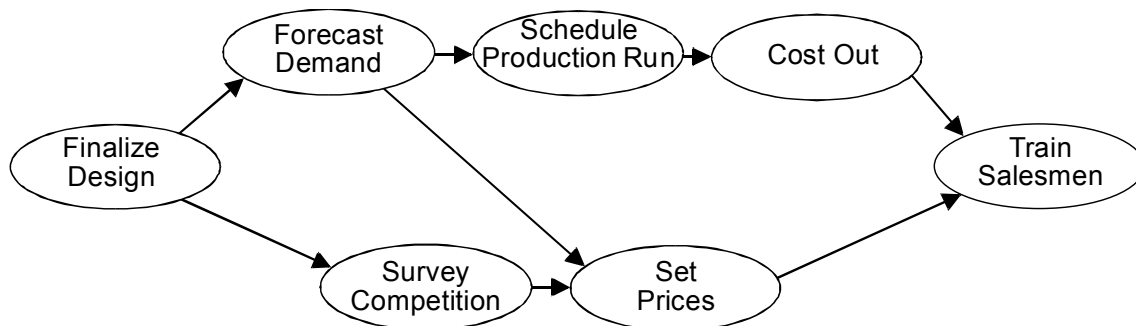 Forecast
Demand
Schedule
Production Run
Cost Out
Finalize
Design
Train
Salesmen
Survey
Competition
Set
Prices